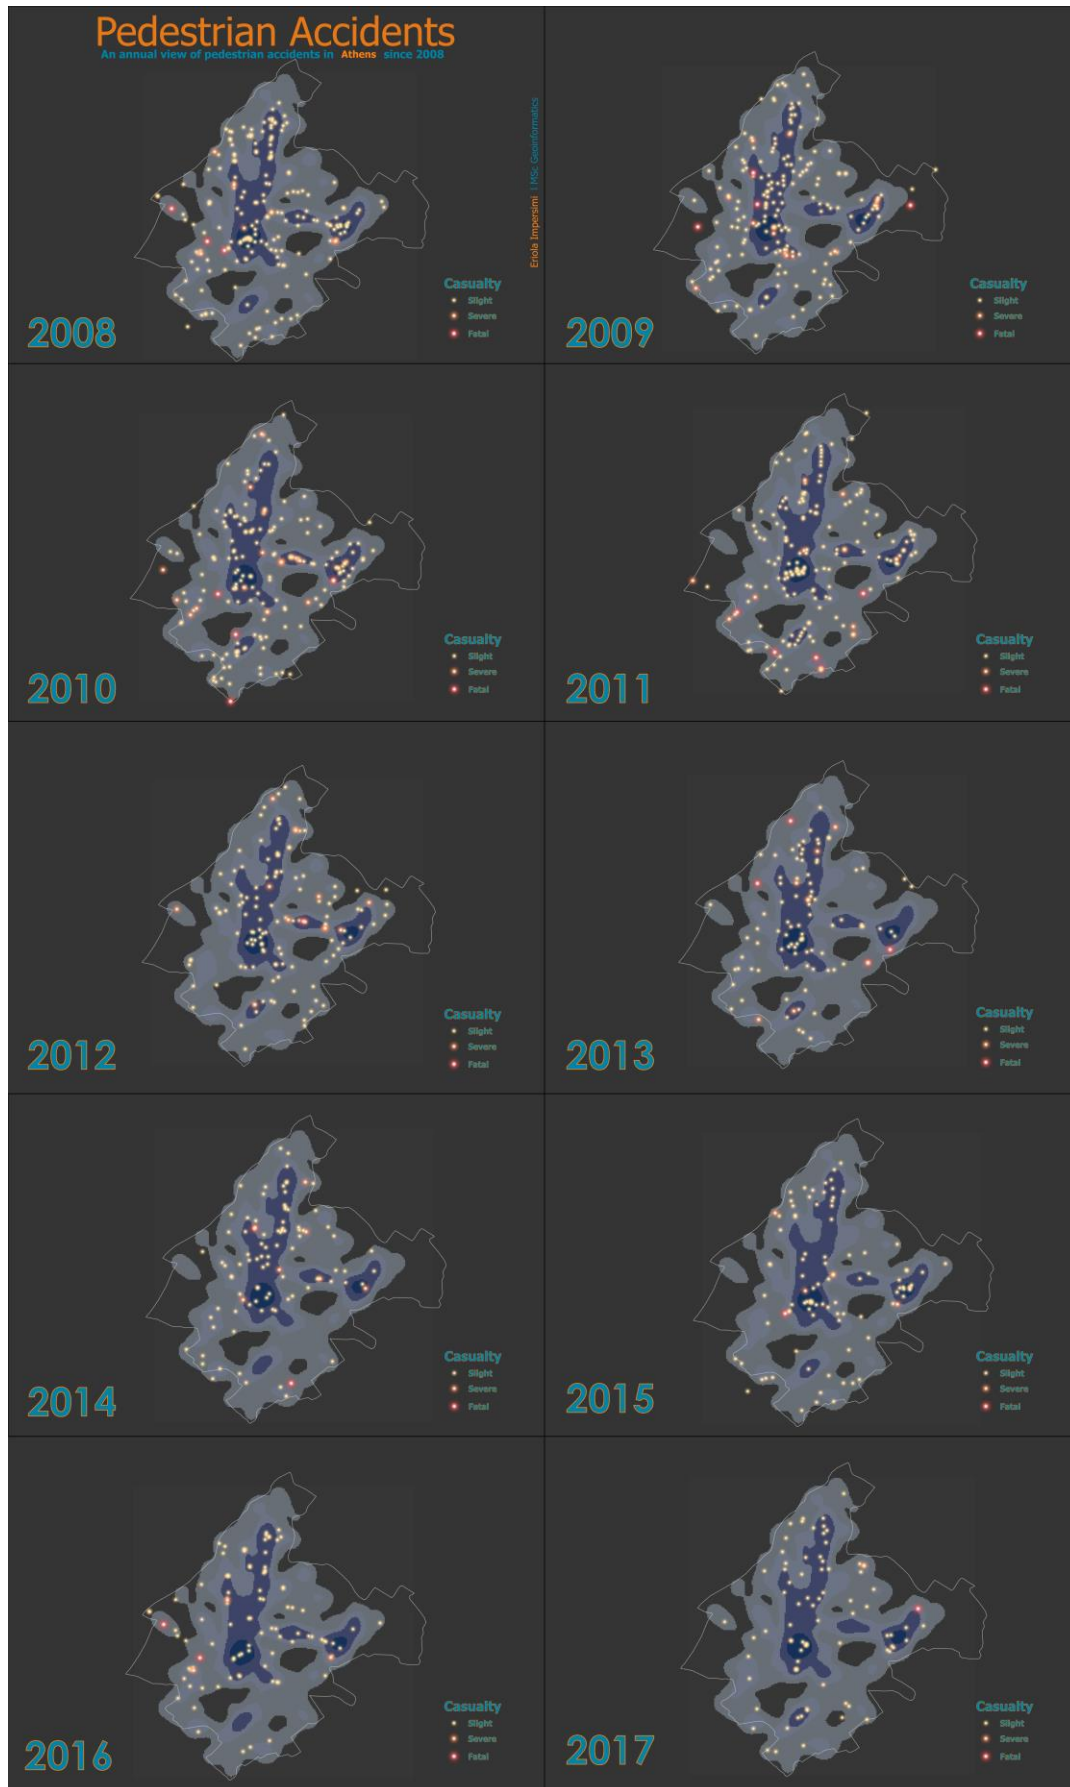 Pedestrian Accidents
An annual view of pedestrian accidents in Athens since 2008
Eriola Impersimi | MSc Geoinformatics
Casualty
Slight
Severe
Fatal
2008
Casualty
Slight
Severe
Fatal
2009
Casualty
Slight
Severe
Fatal
2010
Casualty
Slight
Severe
Fatal
2011
Casualty
Slight
Severe
Fatal
2012
Casualty
Slight
Severe
Fatal
2013
Casualty
Slight
Severe
Fatal
2014
Casualty
Slight
Severe
Fatal
2015
Casualty
Slight
Severe
Fatal
2016
Casualty
Slight
Severe
Fatal
2017